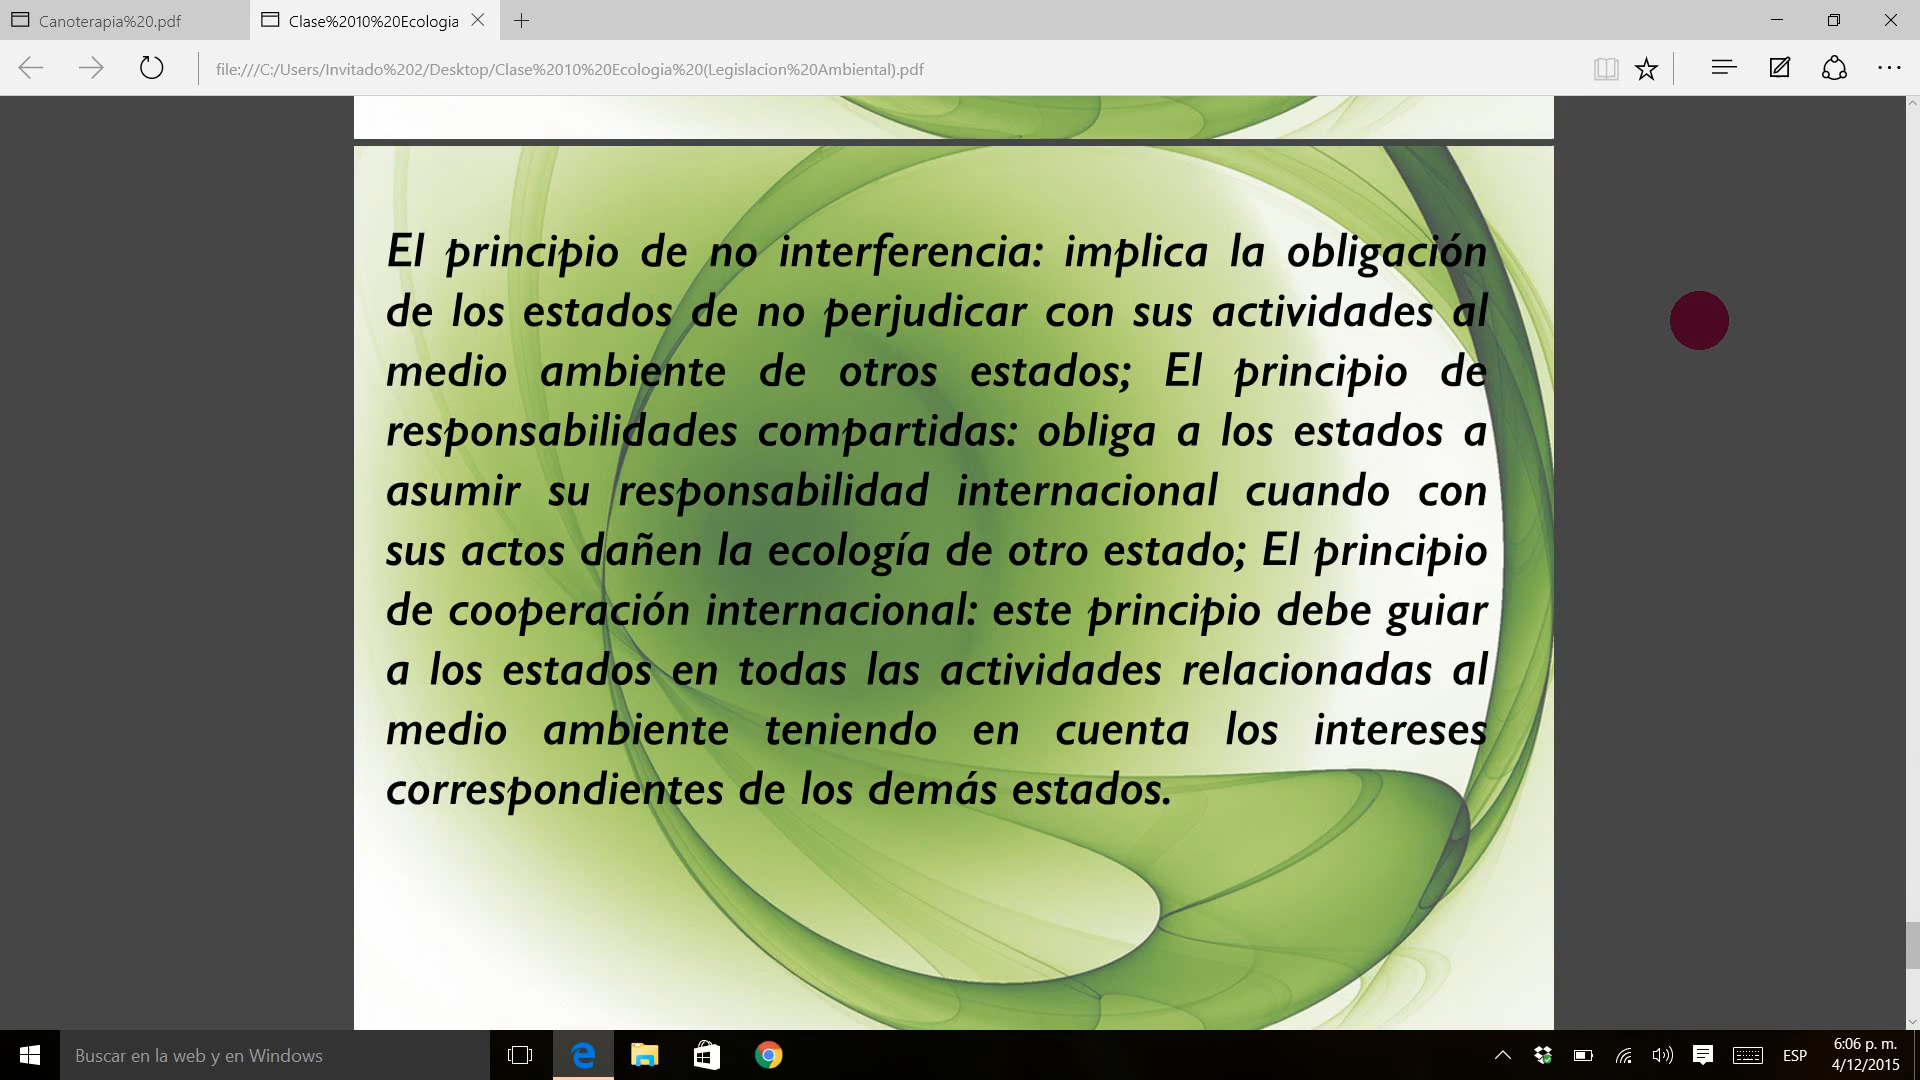 Canoterapia%20.pdf
Clase%2010%20Ecologia
file:///C:/Users/Invitado%202/Desktop/Clase%2010%20Ecologia%20(Legislacion%20Ambiental).pdf
El principio de no interferencia: implica la obligación
de los estados de no perjudicar con sus actividades al
medio ambiente de otros estados; El principio de
responsabilidades compartidas: obliga a los estados a
asumir su responsabilidad internacional cuando con
sus actos dañen la ecología de otro estado; El principio
de cooperación internacional: este principio debe guiar
a los estados en todas las actividades relacionadas al
medio ambiente teniendo en cuenta los intereses
correspondientes de los demás estados.
Buscar en la web y en Windows
ESP
6:06 p. m.
4/12/2015